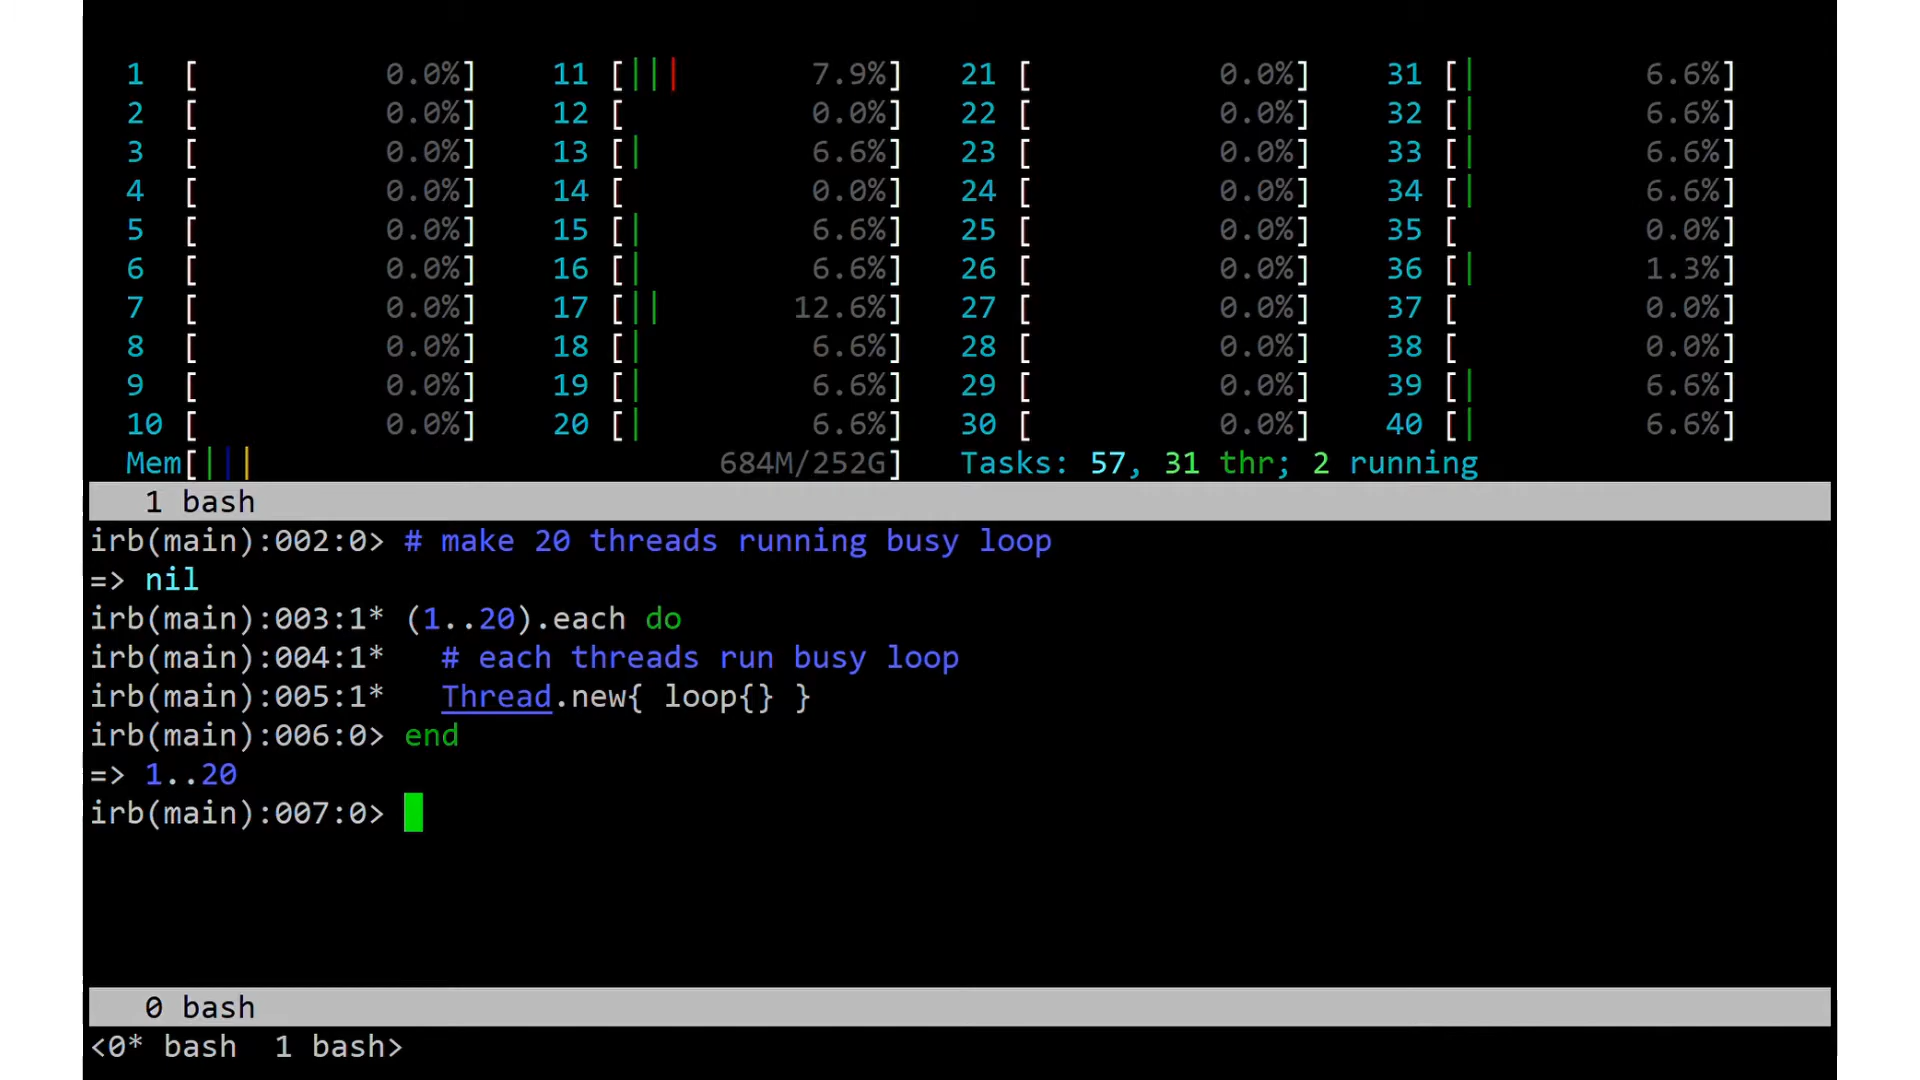 1 [ 0.0%] 11 [||| 7.9%] 21 [ 0.0%] 31 [| 6.6%]
2 [ 0.0%] 12 [ 0.0%] 22 [ 0.0%] 32 [| 6.6%]
3 [ 0.0%] 13 [| 6.6%] 23 [ 0.0%] 33 [| 6.6%]
4 [ 0.0%] 14 [ 0.0%] 24 [ 0.0%] 34 [| 6.6%]
5 [ 0.0%] 15 [| 6.6%] 25 [ 0.0%] 35 [ 0.0%]
6 [ 0.0%] 16 [| 6.6%] 26 [ 0.0%] 36 [| 1.3%]
7 [ 0.0%] 17 [|| 12.6%] 27 [ 0.0%] 37 [ 0.0%]
8 [ 0.0%] 18 [| 6.6%] 28 [ 0.0%] 38 [ 0.0%]
9 [ 0.0%] 19 [| 6.6%] 29 [ 0.0%] 39 [| 6.6%]
10 [ 0.0%] 20 [| 6.6%] 30 [ 0.0%] 40 [| 6.6%]
Mem[||| 684M/252G] Tasks: 57, 31 thr; 2 running
1 bash
irb(main):002:0> # make 20 threads running busy loop
=> nil
irb(main):003:1* (1..20).each do
irb(main):004:1*   # each threads run busy loop
irb(main):005:1*   Thread.new{ loop{} }
irb(main):006:0> end
=> 1..20
irb(main):007:0>
0 bash
<0* bash  1 bash>